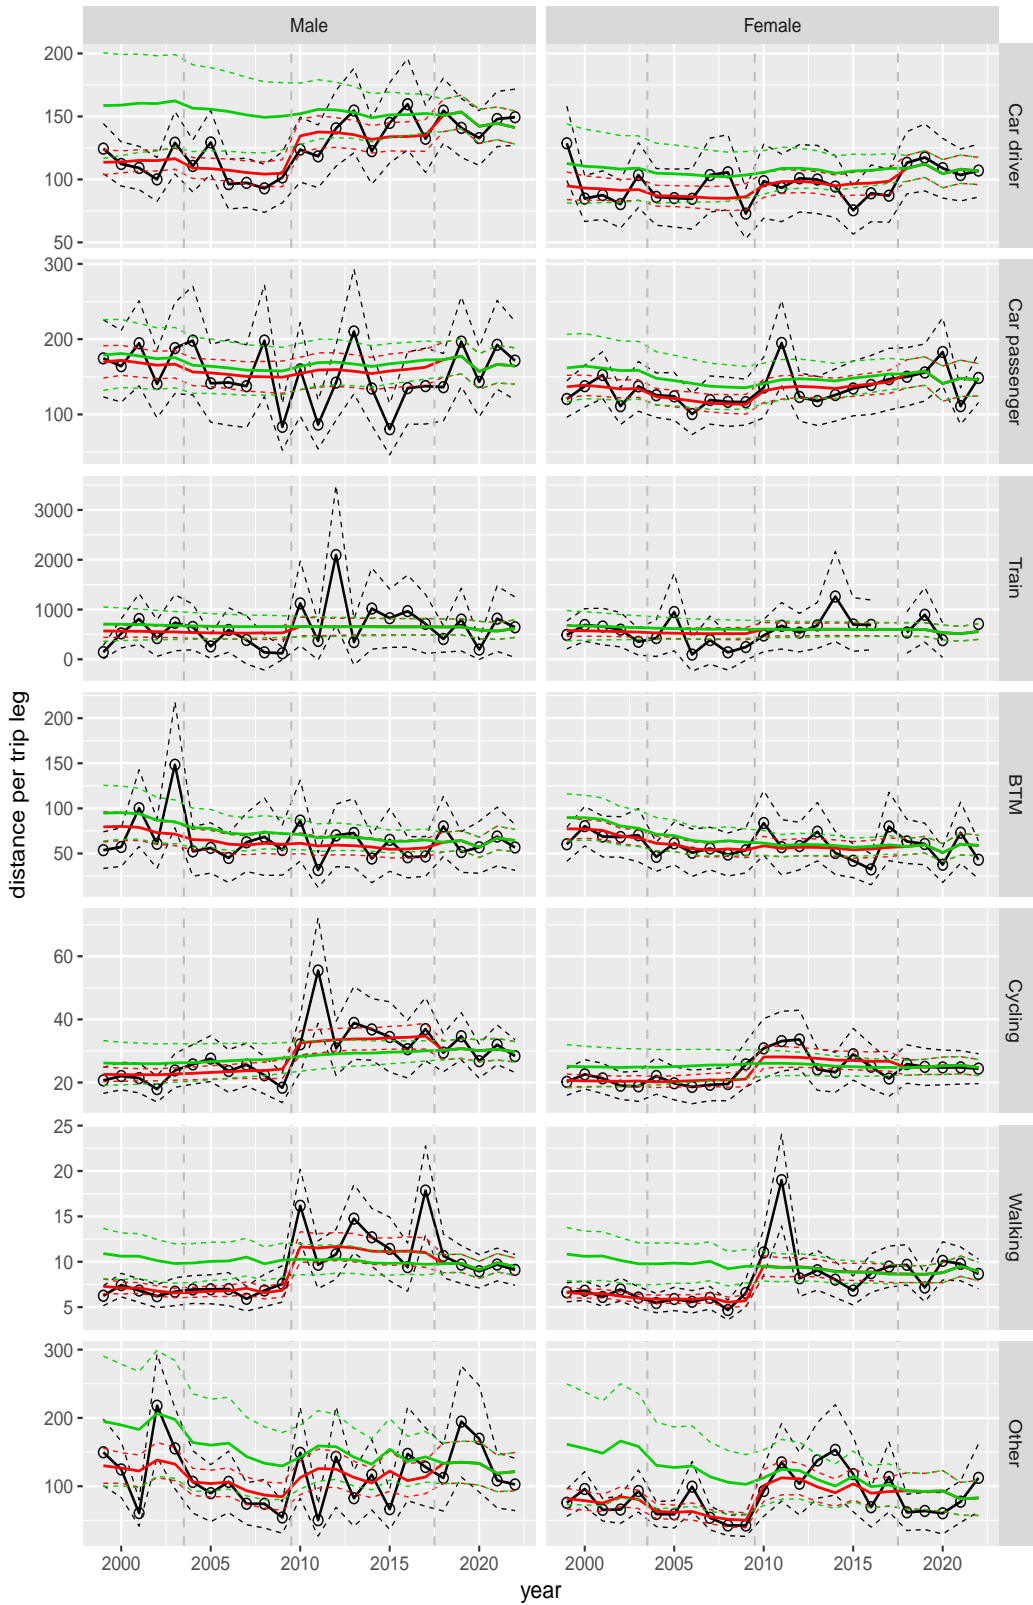 Male Female
200
150
100
50
Car driver
300
200
100
Car passenger
3000
2000
1000
0
Train
200
150
100
50
BTM
60
40
20
Cycling
25
20
15
10
5
Walking
300
200
100
Other
2000 2005 2010 2015 2020 2000 2005 2010 2015 2020
year
distance per trip leg